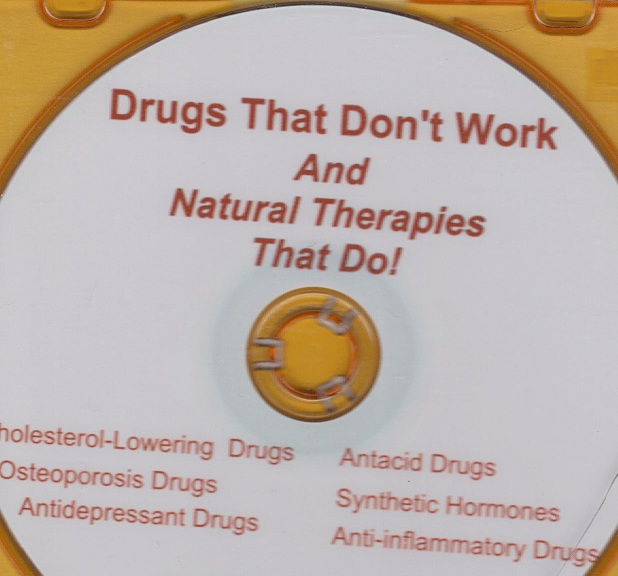 Drugs That Don't Work
And
Natural Therapies
That Do!
holesterol-Lowering Drugs
Osteoporosis Drugs
Antidepressant Drugs
Antacid Drugs
Synthetic Hormones
Anti-inflammatory Drugs